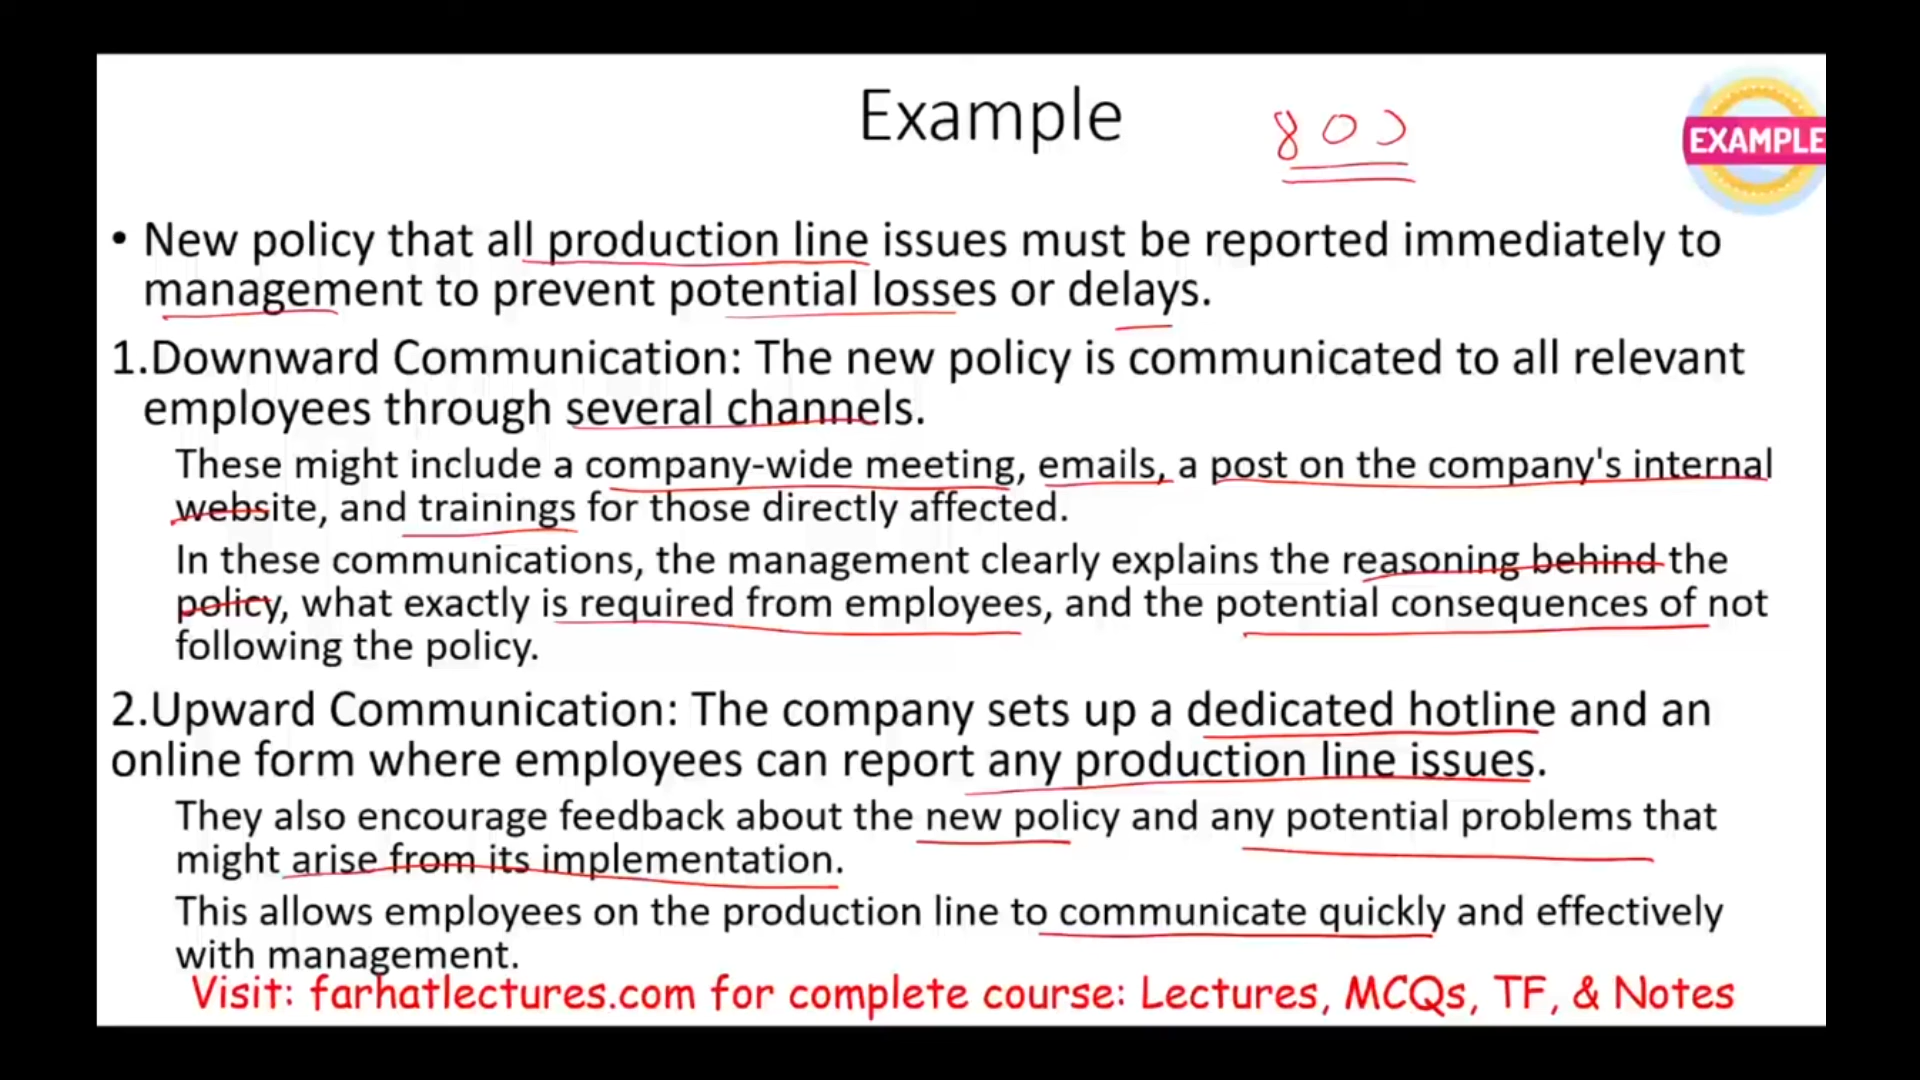 Example
800
EXAMPLE
• New policy that all production line issues must be reported immediately to
management to prevent potential losses or delays.
1.Downward Communication: The new policy is communicated to all relevant
employees through several channels.
These might include a company-wide meeting, emails, a post on the company's internal
website, and trainings for those directly affected.
In these communications, the management clearly explains the reasoning behind the
policy, what exactly is required from employees, and the potential consequences of not
following the policy.
2.Upward Communication: The company sets up a dedicated hotline and an
online form where employees can report any production line issues.
They also encourage feedback about the new policy and any potential problems that
might arise from its implementation.
This allows employees on the production line to communicate quickly and effectively
with management.
Visit: farhatlectures.com for complete course: Lectures, MCQs, TF, & Notes